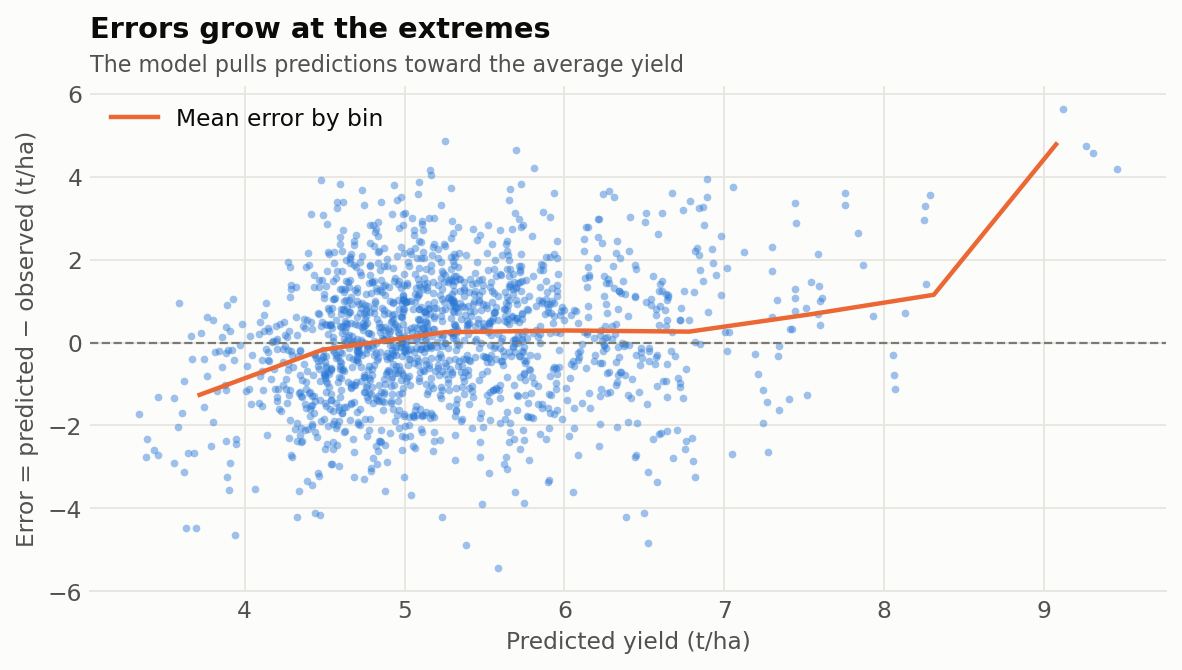 Errors grow at the extremes
The model pulls predictions toward the average yield
Mean error by bin
Error = predicted − observed (t/ha)
6
4
2
0
−2
−4
−6
4 5 6 7 8 9
Predicted yield (t/ha)